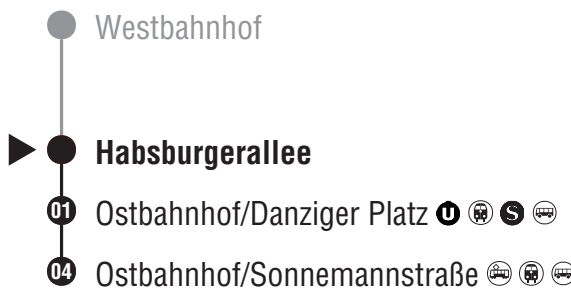 Westbahnhof
Habsburgerallee
01 Ostbahnhof/Danziger Platz U S
04 Ostbahnhof/Sonnemannstraße